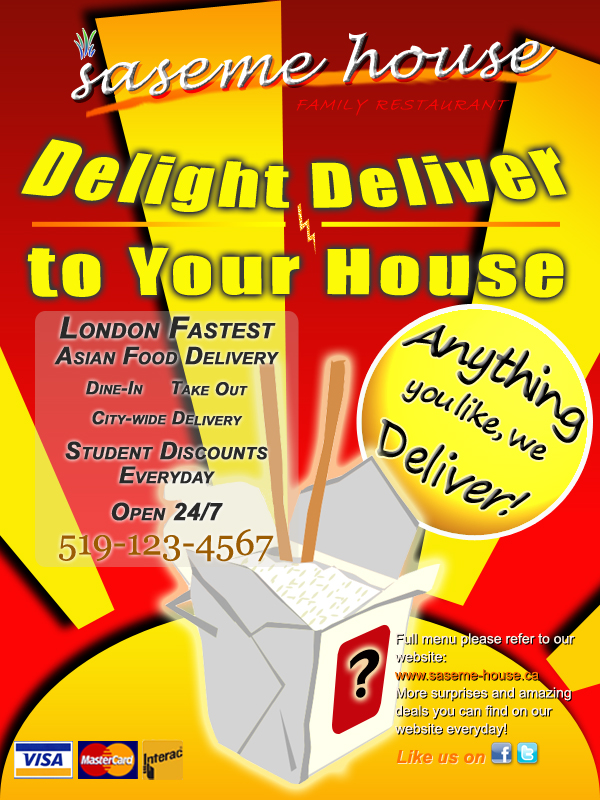 saseme house
FAMILY RESTAURANT
Delight Deliver
to Your House
London Fastest
Asian Food Delivery
Dine-In Take Out
City-wide Delivery
Student Discounts
Everyday
Open 24/7
519-123-4567
Anything
you like, we
Deliver!
?
Full menu please refer to our
website:
www.saseme-house.ca
More surprises and amazing
deals you can find on our
website everyday!
Like us on f t
VISA MasterCard Interac